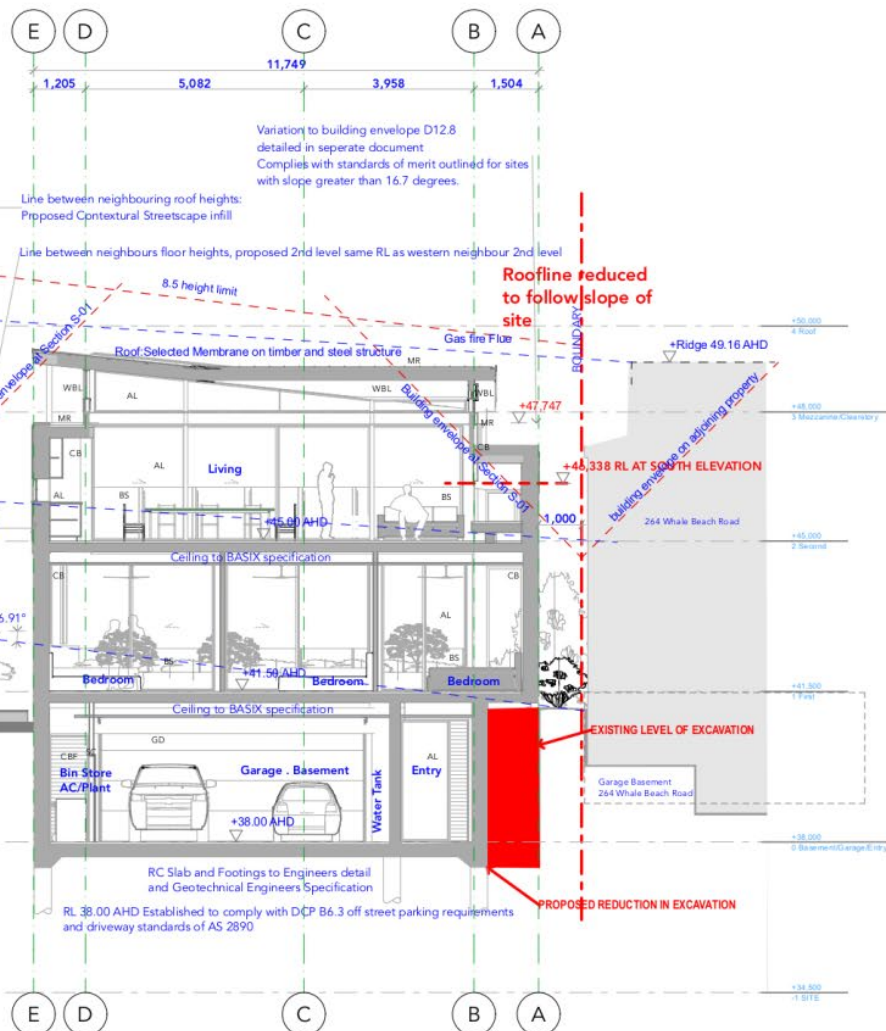 E D C B A
11,749
1,205 5,082 3,958 1,504
Variation to building envelope D12.8
detailed in seperate document
Complies with standards of merit outlined for sites
with slope greater than 16.7 degrees.
Line between neighbouring roof heights:
Proposed Contextural Streetscape infill
Line between neighbours floor heights, proposed 2nd level same RL as western neighbour 2nd level
Roofline reduced
to follow slope of
site
8.5 height limit
BOUNDARY
envelope at Section S-01
+50,000
4 Roof
Gas fire Flue
+Ridge 49.16 AHD
Roof:Selected Membrane on timber and steel structure
MR
WBL AL WBL WBL
Building envelope at Section S-01
building envelope on adjoining property
+47,747
+48,000
3 Mezzanine/Clearstory
MR MR
CB CB
AL Living
+46,338 RL AT SOUTH ELEVATION
AL BS BS
+45.00 AHD
1,000
264 Whale Beach Road
+45,000
2 Second
Ceiling to BASIX specification
CB CB
AL
6.91°
BS BS
Bedroom Bedroom Bedroom
+41.50 AHD
+41,500
1 First
Ceiling to BASIX specification
EXISTING LEVEL OF EXCAVATION
GD
SC
CBF AL
Bin Store
AC/Plant
Garage . Basement
Water Tank
Entry
Garage Basement
264 Whale Beach Road
+38.00 AHD
+38,000
0 Basement/Garage/Entry
RC Slab and Footings to Engineers detail
and Geotechnical Engineers Specification
PROPOSED REDUCTION IN EXCAVATION
RL 38.00 AHD Established to comply with DCP B6.3 off street parking requirements
and driveway standards of AS 2890
+34,500
-1 SITE
E D C B A